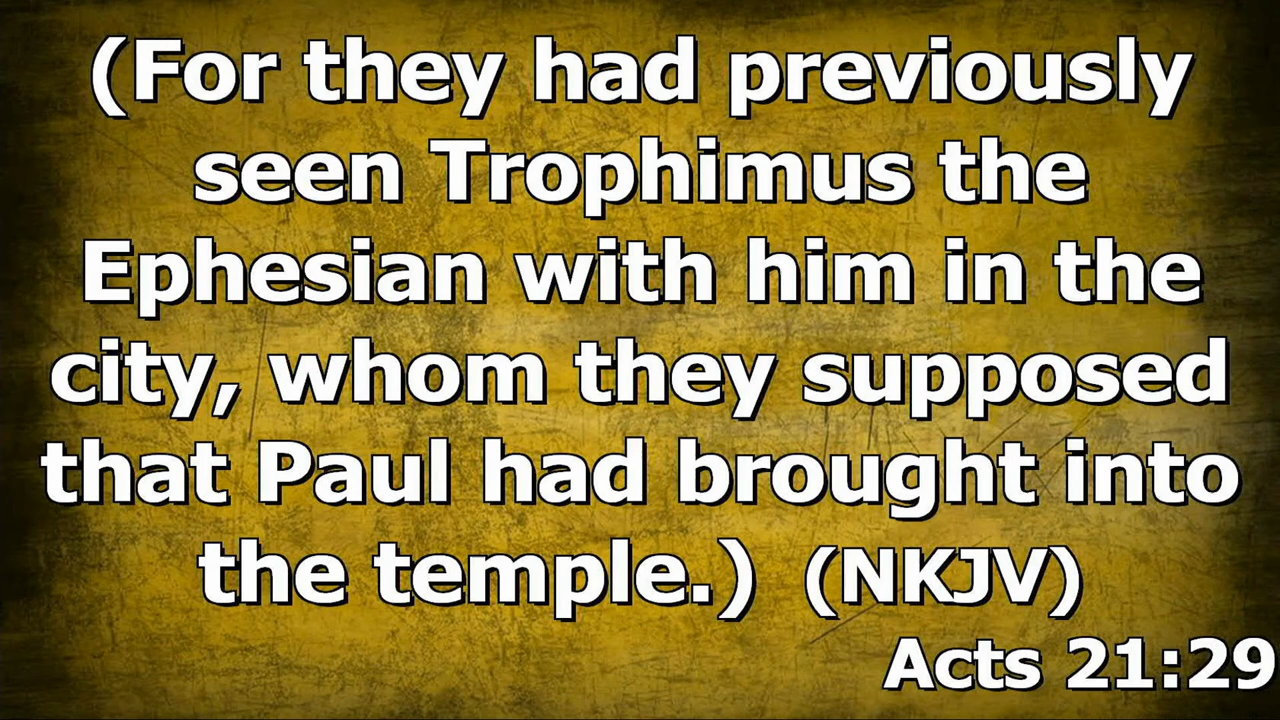 (For they had previously
seen Trophimus the
Ephesian with him in the
city, whom they supposed
that Paul had brought into
the temple.) (NKJV)
Acts 21:29